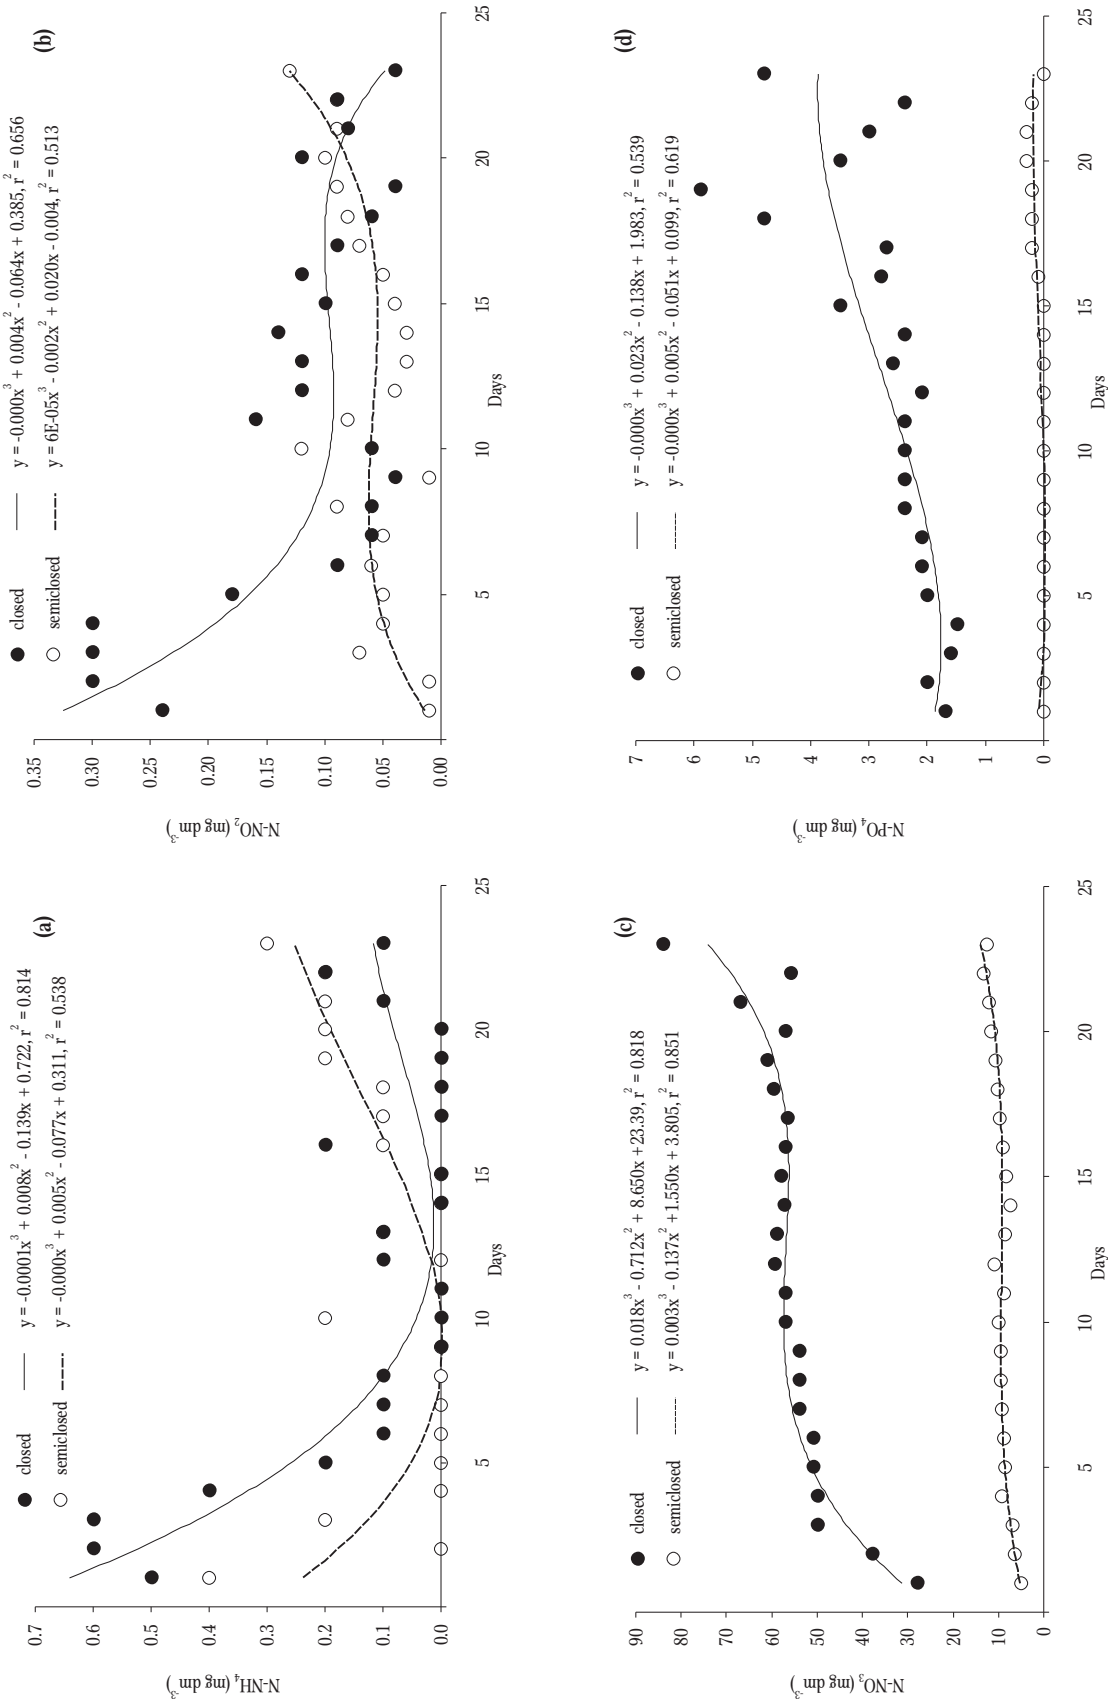 (a)
closed y = -0.0001x³ + 0.008x² - 0.139x + 0.722, r² = 0.814
semiclosed y = -0.000x³ + 0.005x² - 0.077x + 0.311, r² = 0.538
N-NH₄ (mg dm⁻³)
0.7
0.6
0.5
0.4
0.3
0.2
0.1
0.0
5 10 15 20 25
Days
(b)
closed y = -0.000x³ + 0.004x² - 0.064x + 0.385, r² = 0.656
semiclosed y = 6E-05x³ - 0.002x² + 0.020x - 0.004, r² = 0.513
N-NO₂ (mg dm⁻³)
0.35
0.30
0.25
0.20
0.15
0.10
0.05
0.00
5 10 15 20 25
Days
(c)
closed y = 0.018x³ - 0.712x² + 8.650x +23.39, r² = 0.818
semiclosed y = 0.003x³ - 0.137x² +1.550x + 3.805, r² = 0.851
N-NO₃ (mg dm⁻³)
90
80
70
60
50
40
30
20
10
0
5 10 15 20 25
Days
(d)
closed y = -0.000x³ + 0.023x² - 0.138x + 1.983, r² = 0.539
semiclosed y = -0.000x³ + 0.005x² - 0.051x + 0.099, r² = 0.619
N-PO₄ (mg dm⁻³)
7
6
5
4
3
2
1
0
5 10 15 20 25
Days